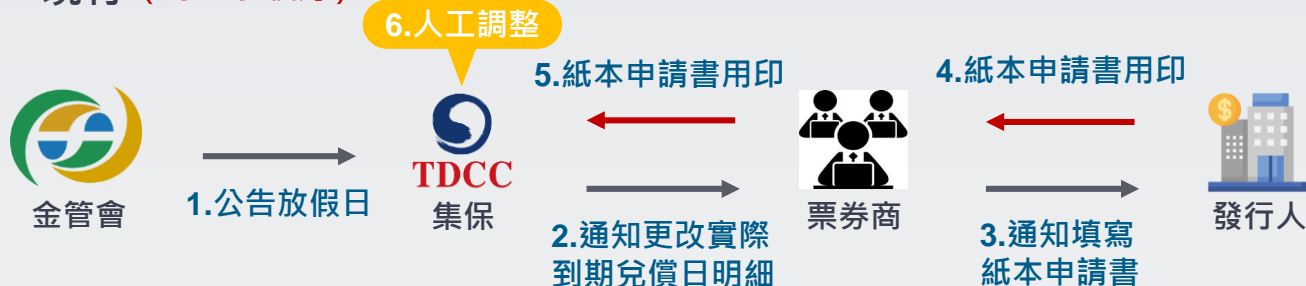 6.人工調整
5.紙本申請書用印
4.紙本申請書用印
TDCC
金管會
1.公告放假日
集保
票券商
發行人
2.通知更改實際
到期兌償日明細
3.通知填寫
紙本申請書